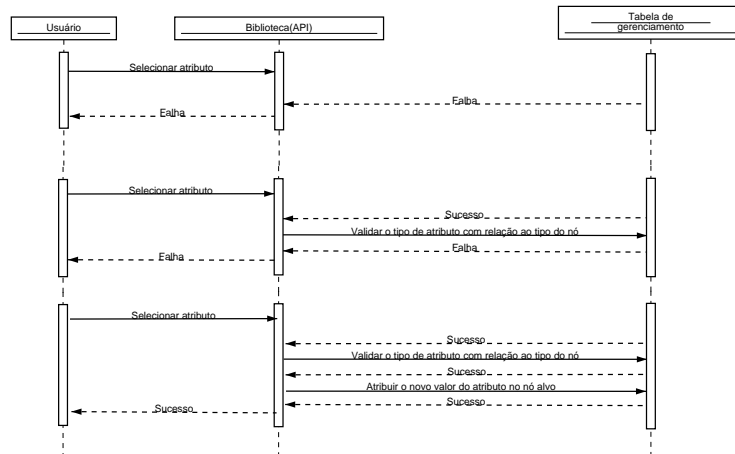 Usuário
Biblioteca(API)
Tabela de
gerenciamento
Selecionar atributo
Falha
Falha
Selecionar atributo
Sucesso
Validar o tipo de atributo com relação ao tipo do nó
Falha
Falha
Selecionar atributo
Sucesso
Validar o tipo de atributo com relação ao tipo do nó
Sucesso
Atribuir o novo valor do atributo no nó alvo
Sucesso
Sucesso